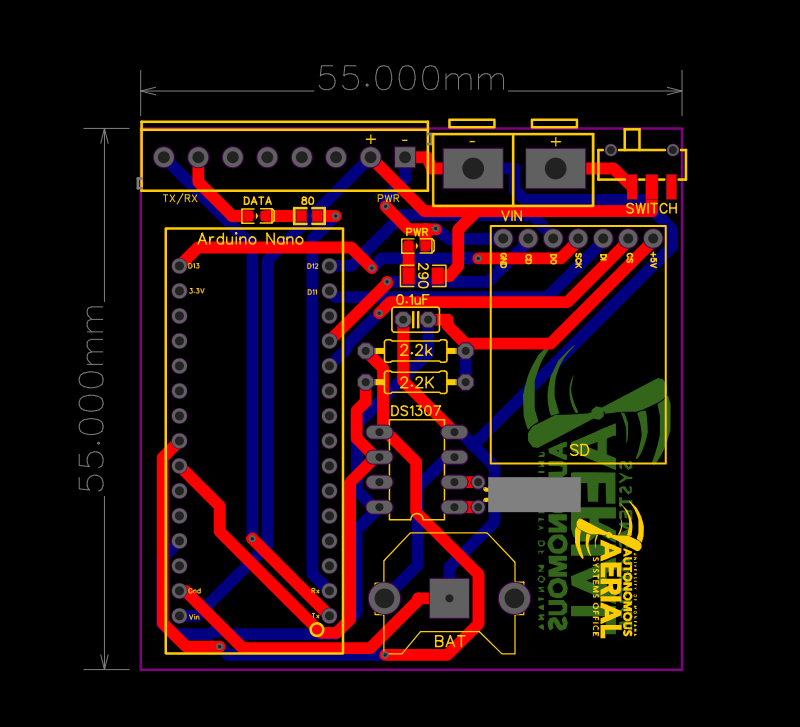 55.000mm
55.000mm
+ -
- +
TX/RX
DATA
80
PWR
VIN
SWITCH
Arduino Nano
PWR
290
D13
D12
3.3V
D11
GND
CD
DO
SCK
DI
CS
+5V
0.1uF
2.2k
2.2K
DS1307
SD
Gnd
Rx
Vin
Tx
BAT
AUTONOMOUS
AERIAL
SYSTEMS OFFICE